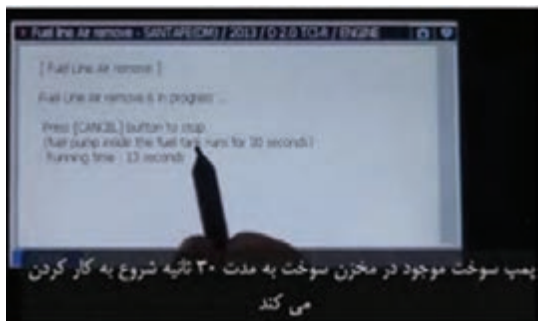 Fuel line Air remove - SANTAFE(DM) / 2013 / D 2.0 TCI-R / ENGINE
[ Fuel Line Air remove ]
Fuel Line Air remove is in progress ...
Press [CANCEL] button to stop
(fuel pump inside the fuel tank runs for 30 seconds)
Running time : 13 seconds
پمپ سوخت موجود در مخزن سوخت به مدت ۳۰ ثانیه شروع به کار کردن
می کند